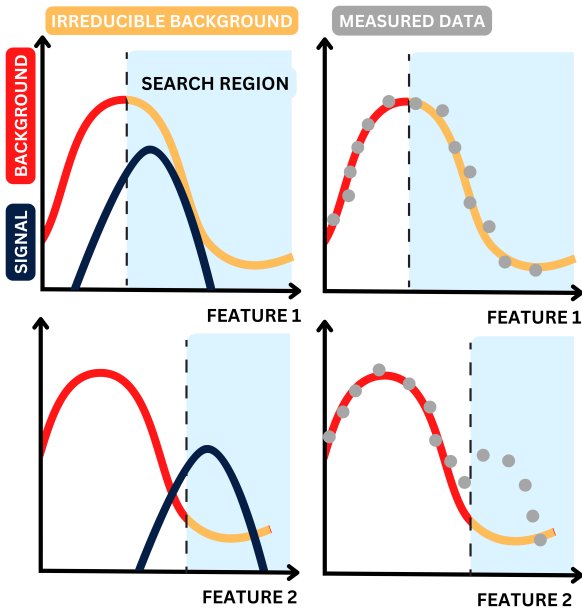 IRREDUCIBLE BACKGROUND
MEASURED DATA
BACKGROUND
SEARCH REGION
SIGNAL
FEATURE 1
FEATURE 1
FEATURE 2
FEATURE 2